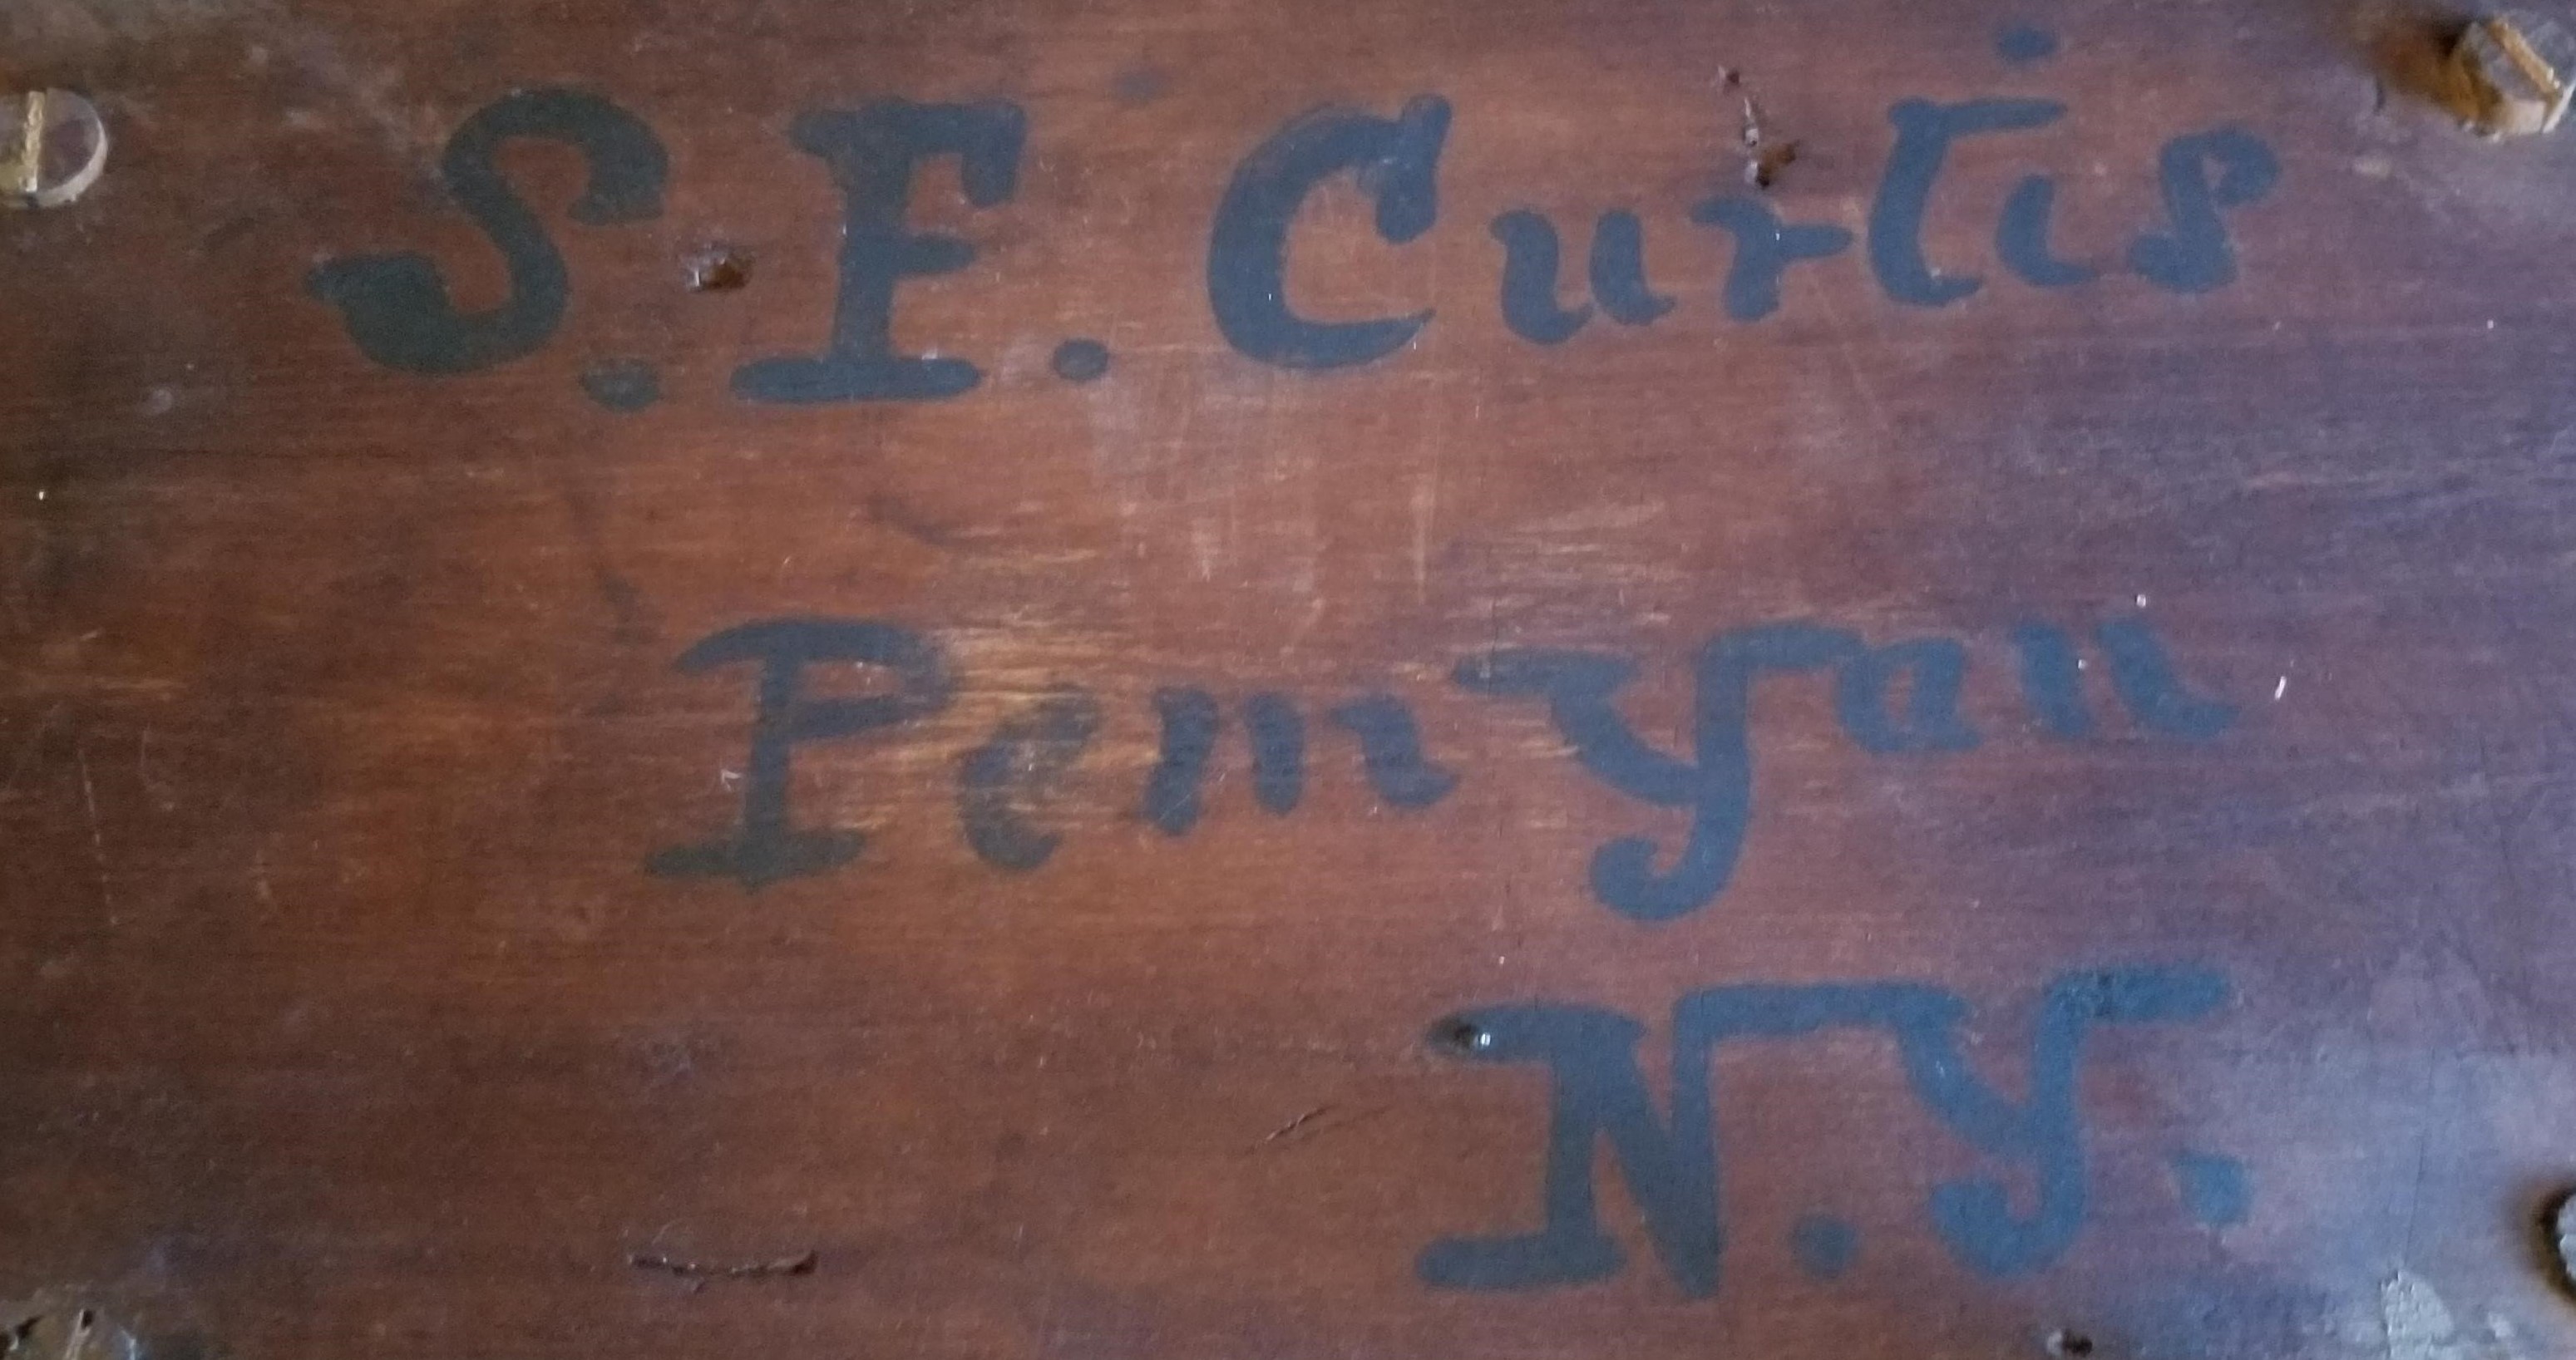 S. F. Curtis
Penn Yan
N.Y.